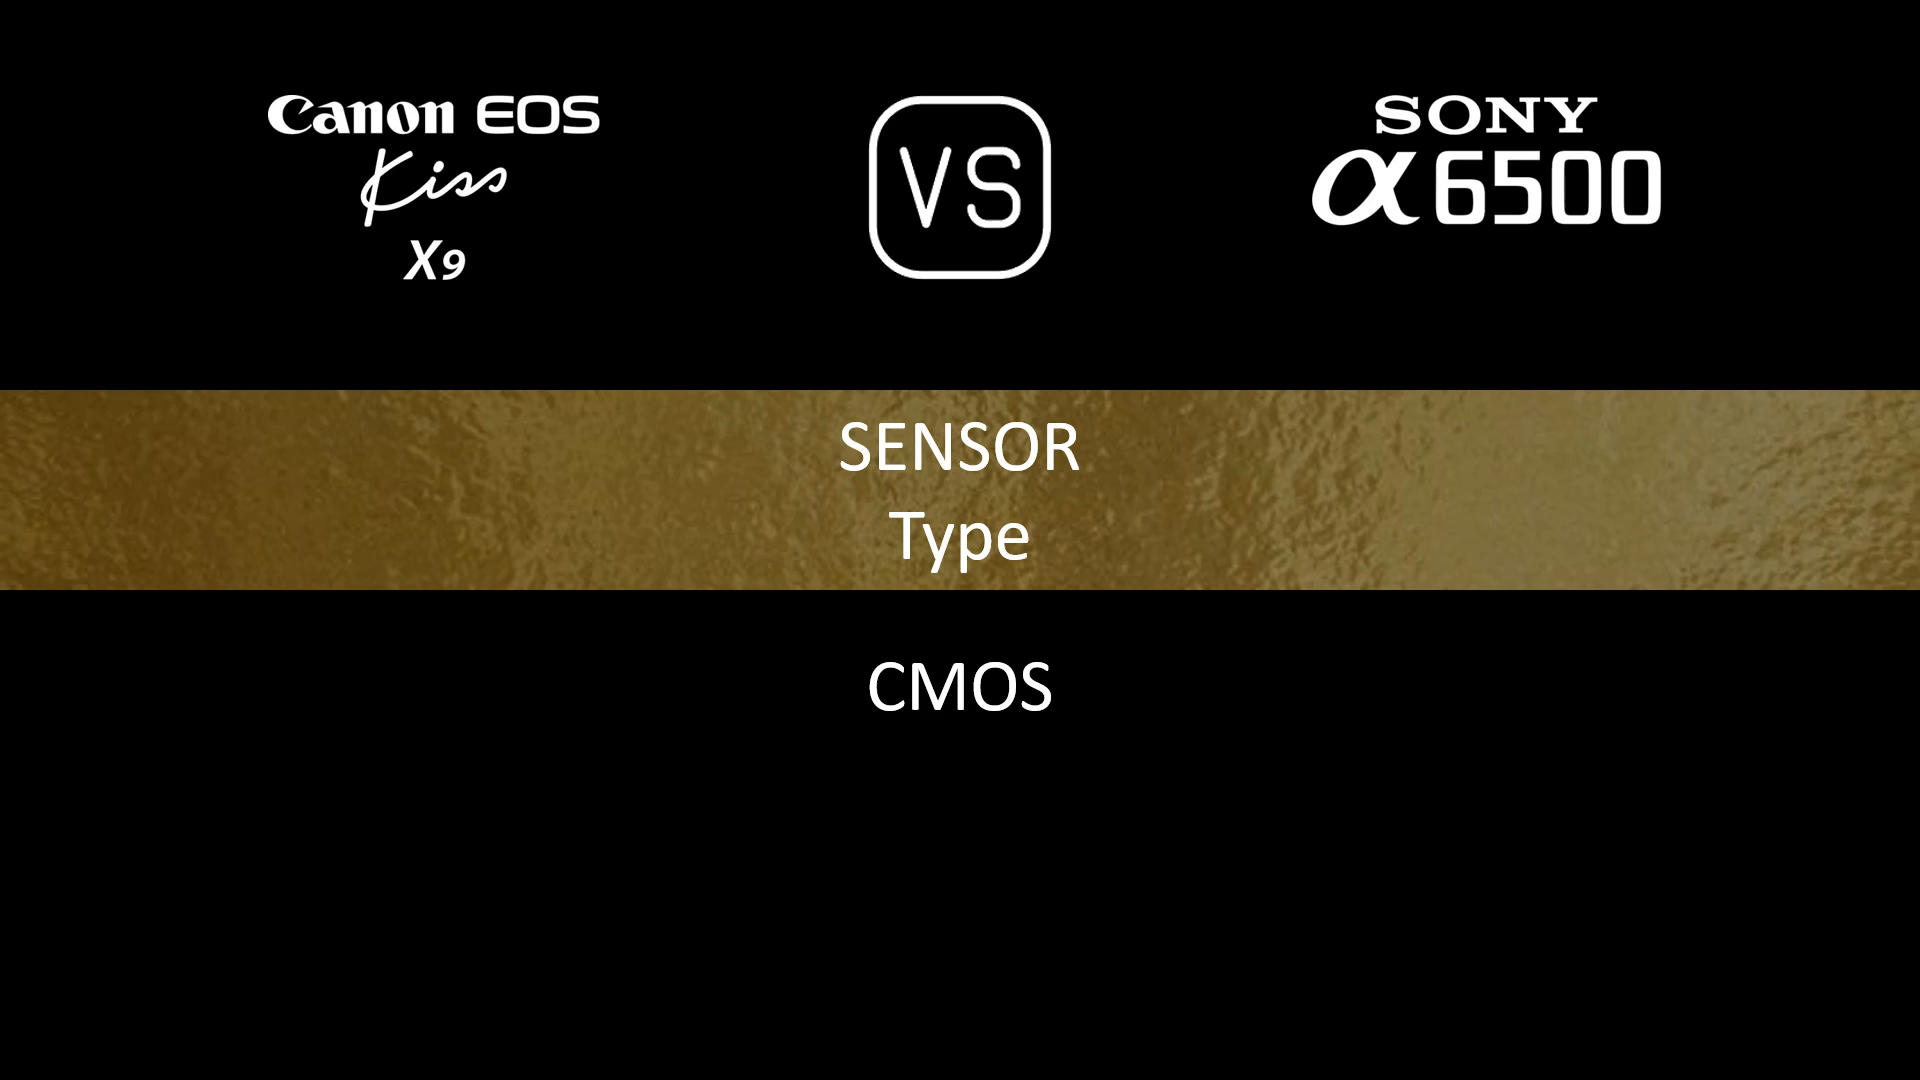 Canon EOS
Kiss
X9
VS
SONY
α6500
SENSOR
Type
CMOS